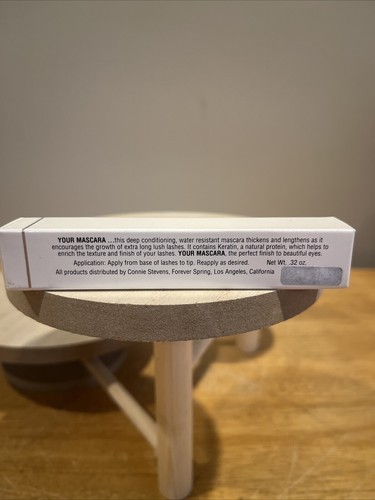 YOUR MASCARA ...this deep conditioning, water resistant mascara thickens and lengthens as it
encourages the growth of extra long lush lashes. It contains Keratin, a natural protein, which helps to
enrich the texture and finish of your lashes. YOUR MASCARA, the perfect finish to beautiful eyes.
Application: Apply from base of lashes to tip. Reapply as desired. Net Wt. .32 oz.
All products distributed by Connie Stevens, Forever Spring, Los Angeles, California